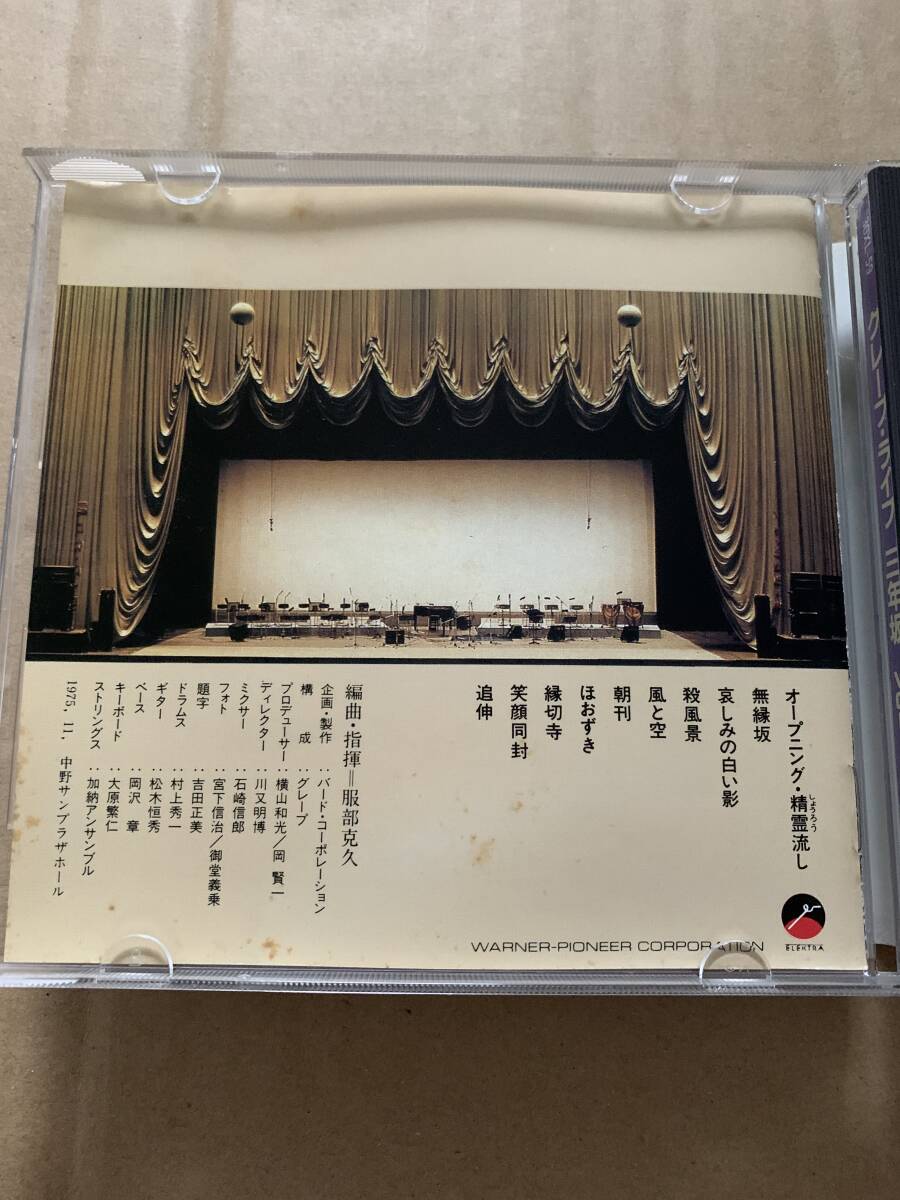 オープニング・精霊流し
しょうろう
無縁坂
哀しみの白い影
殺風景
風と空
朝刊
ほおずき
縁切寺
笑顔同封
追伸
編曲・指揮=服部克久
企画・製作：バード・コーポレーション
構 成：グレープ
プロデューサー：横山和光／岡 賢一
ディレクター：川又明博
ミクサー：石崎信郎
フォト：宮下信治／御堂義乗
題字：吉田正美
ドラムス：村上秀一
ギター：松木恒秀
ベース：岡沢 章
キーボード：大原繁仁
ストリングス：加納アンサンブル
1975. 11. 中野サンプラザホール
WARNER-PIONEER CORPORATION
ELEKTRA
グレープ・ライブ 三年坂